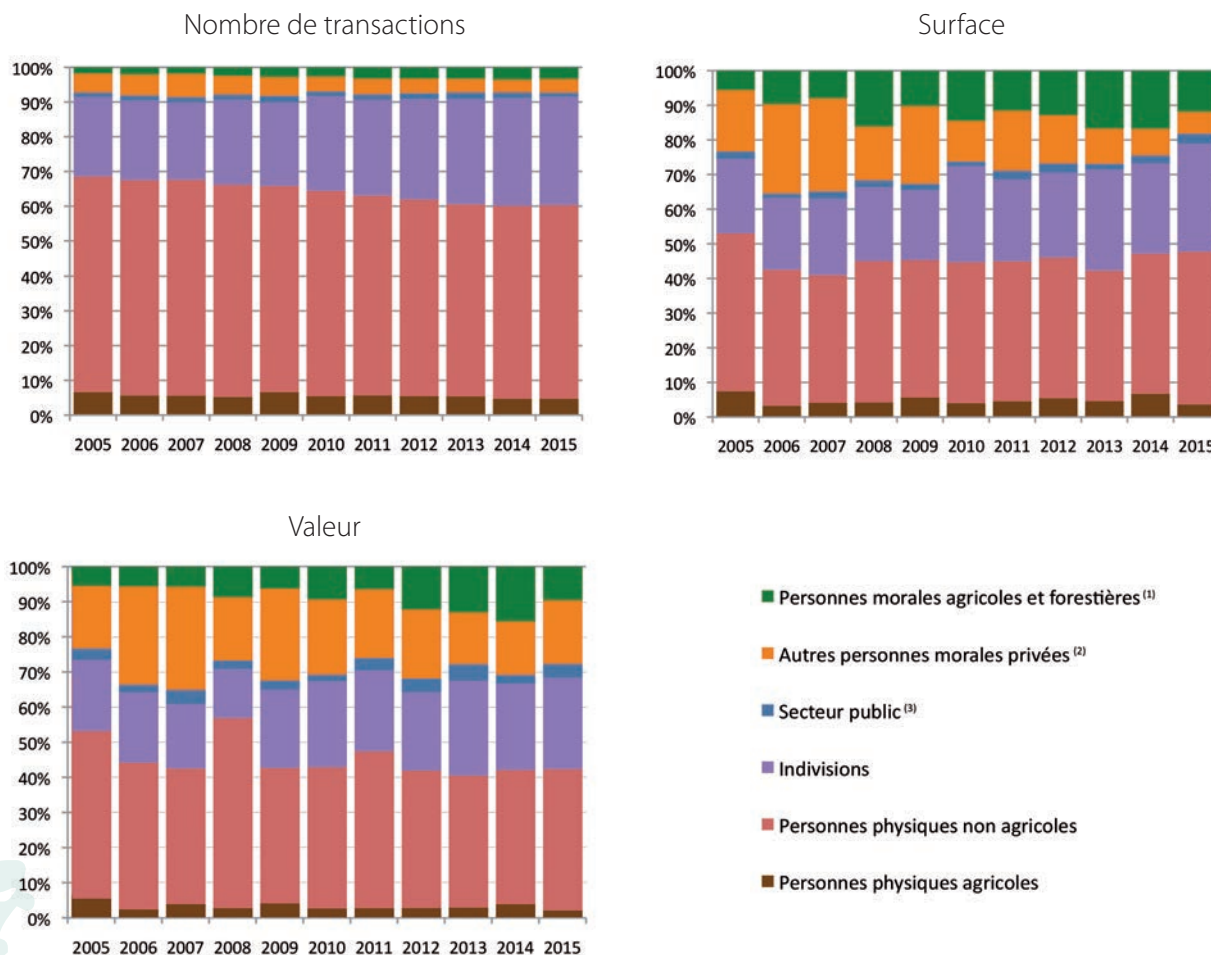 Nombre de transactions
100%
90%
80%
70%
60%
50%
40%
30%
20%
10%
0%
2005 2006 2007 2008 2009 2010 2011 2012 2013 2014 2015
Surface
100%
90%
80%
70%
60%
50%
40%
30%
20%
10%
0%
2005 2006 2007 2008 2009 2010 2011 2012 2013 2014 2015
Valeur
100%
90%
80%
70%
60%
50%
40%
30%
20%
10%
0%
2005 2006 2007 2008 2009 2010 2011 2012 2013 2014 2015
Personnes morales agricoles et forestières (1)
Autres personnes morales privées (2)
Secteur public (3)
Indivisions
Personnes physiques non agricoles
Personnes physiques agricoles